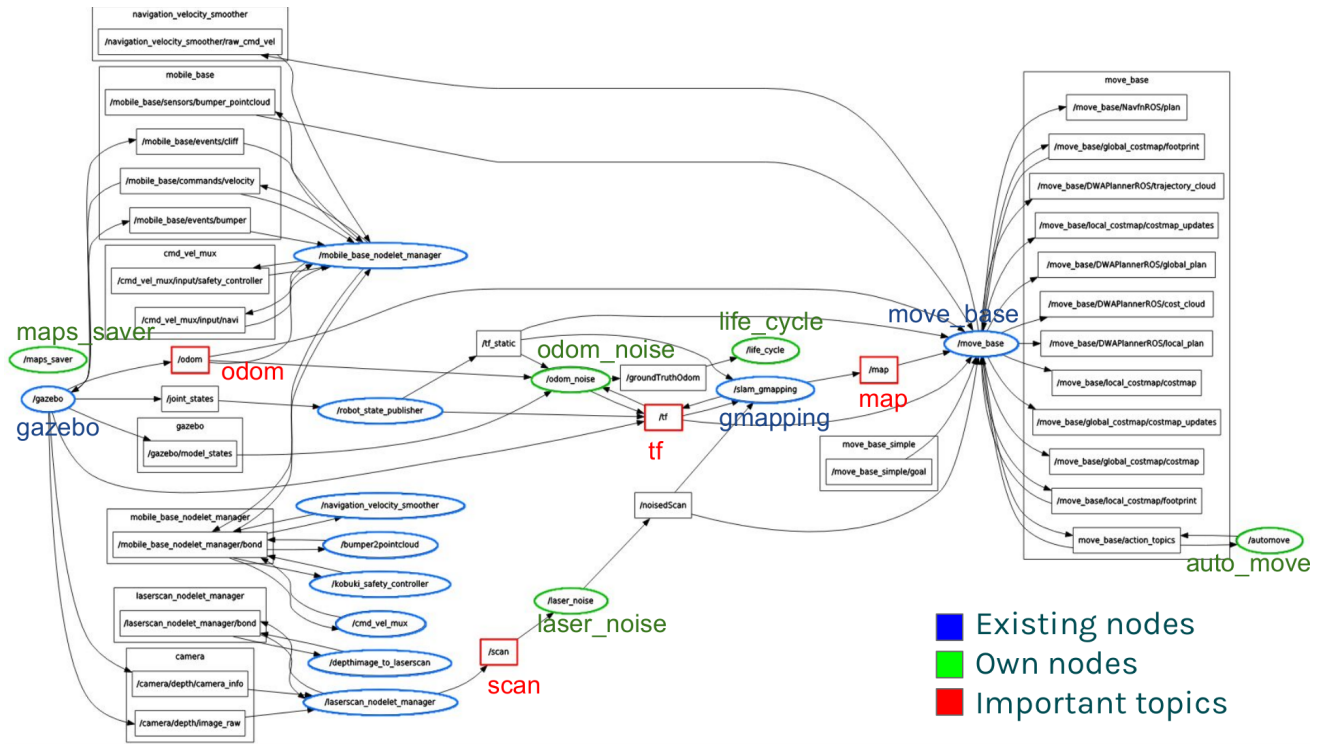 navigation_velocity_smoother
/navigation_velocity_smoother/raw_cmd_vel
mobile_base
/mobile_base/sensors/bumper_pointcloud
/mobile_base/events/cliff
/mobile_base/commands/velocity
/mobile_base/events/bumper
cmd_vel_mux
/cmd_vel_mux/input/safety_controller
/cmd_vel_mux/input/navi
/mobile_base_nodelet_manager
maps_saver
/maps_saver
/odom
odom
/gazebo
gazebo
/joint_states
gazebo
/gazebo/model_states
/robot_state_publisher
/tf_static
odom_noise
/odom_noise
/groundTruthOdom
life_cycle
/life_cycle
/tf
tf
/slam_gmapping
gmapping
/map
map
move_base
/move_base
move_base_simple
/move_base_simple/goal
/noisedScan
mobile_base_nodelet_manager
/mobile_base_nodelet_manager/bond
/navigation_velocity_smoother
/bumper2pointcloud
/kobuki_safety_controller
/cmd_vel_mux
laserscan_nodelet_manager
/laserscan_nodelet_manager/bond
/depthimage_to_laserscan
/laserscan_nodelet_manager
camera
/camera/depth/camera_info
/camera/depth/image_raw
/laser_noise
laser_noise
/scan
scan
move_base
/move_base/NavfnROS/plan
/move_base/global_costmap/footprint
/move_base/DWAPlannerROS/trajectory_cloud
/move_base/local_costmap/costmap_updates
/move_base/DWAPlannerROS/global_plan
/move_base/DWAPlannerROS/cost_cloud
/move_base/DWAPlannerROS/local_plan
/move_base/local_costmap/costmap
/move_base/global_costmap/costmap_updates
/move_base/global_costmap/costmap
/move_base/local_costmap/footprint
move_base/action_topics
/automove
auto_move
Existing nodes
Own nodes
Important topics